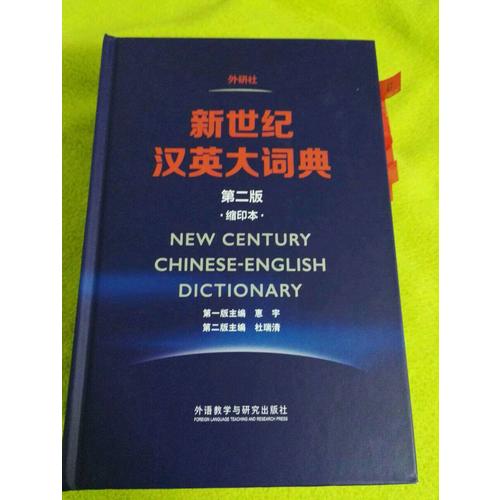 外研社
新世纪
汉英大词典
第二版
·缩印本·
NEW CENTURY
CHINESE-ENGLISH
DICTIONARY
第一版主编 惠 宇
第二版主编 杜瑞清
外语教学与研究出版社
FOREIGN LANGUAGE TEACHING AND RESEARCH PRESS